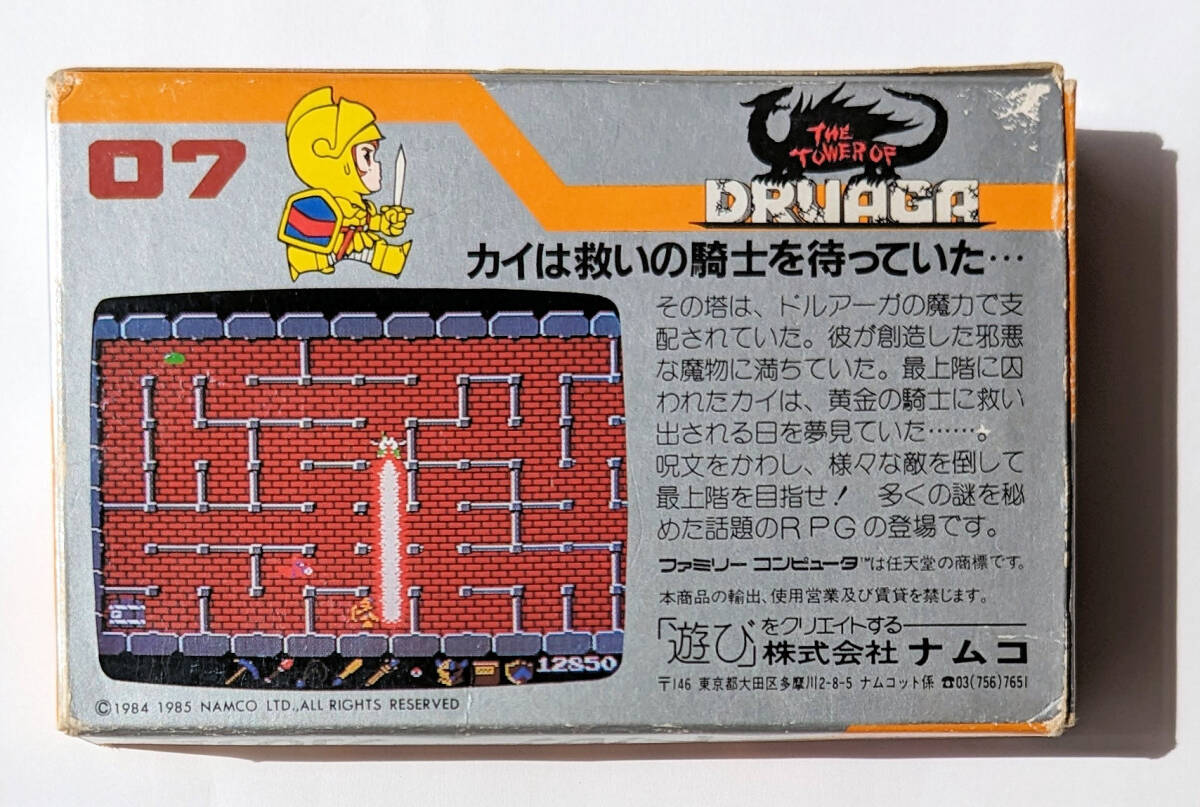 07
THE
TOWER OF
DRUAGA
カイは救いの騎士を待っていた…
その塔は、ドルアーガの魔力で支
配されていた。彼が創造した邪悪
な魔物に満ちていた。最上階に囚
われたカイは、黄金の騎士に救い
出される日を夢見ていた……。
呪文をかわし、様々な敵を倒して
最上階を目指せ! 多くの謎を秘
めた話題のRPGの登場です。
ファミリーコンピュータ™は任天堂の商標です。
本商品の輸出、使用営業及び賃貸を禁じます。
「遊び」をクリエイトする
株式会社 ナムコ
〒146 東京都大田区多摩川2-8-5 ナムコット係 ☎03(756)7651
12850
©1984 1985 NAMCO LTD.,ALL RIGHTS RESERVED